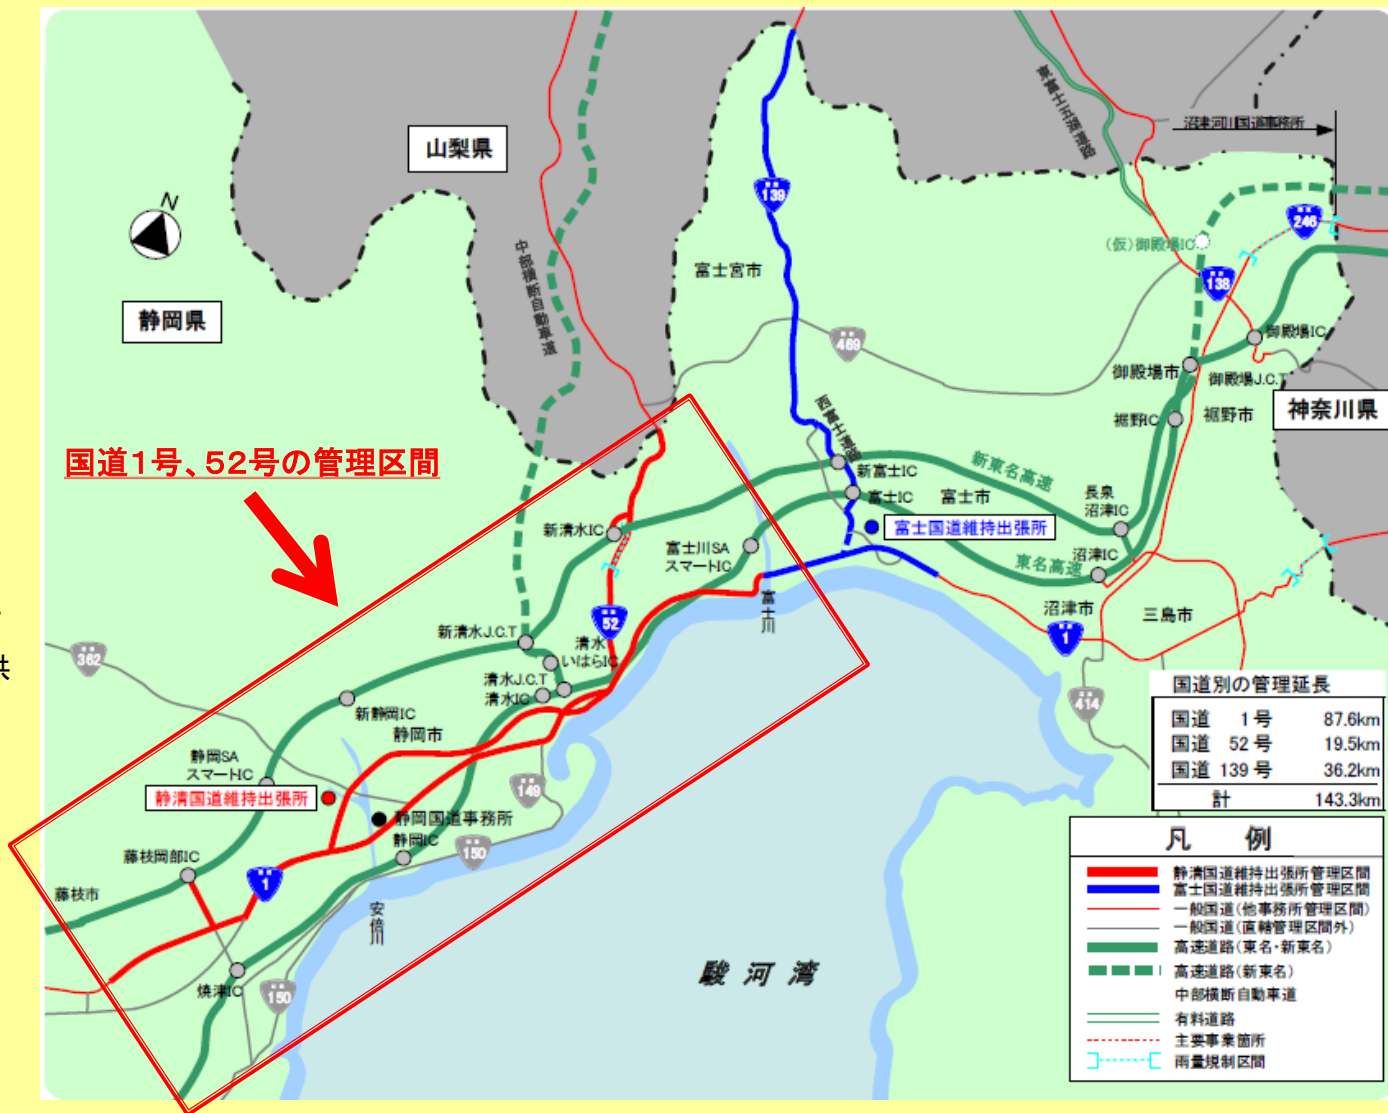 山梨県
N
静岡県
国道１号、５２号の管理区間
中部横断自動車道
139
富士宮市
469
西富士道路
東富士五湖道路
沼津河川国道事務所
246
(仮)御殿場IC
138
御殿場IC
御殿場市
御殿場J.C.T
神奈川県
裾野IC
裾野市
新東名高速
新富士IC
富士IC
富士市
長泉
沼津IC
富士国道維持出張所
新清水IC
富士川SA
スマートIC
東名高速
沼津IC
富士川
沼津市
三島市
1
52
新清水J.C.T
清水
いはらIC
362
供
清水J.C.T
清水IC
414
新静岡IC
静岡市
静岡SA
スマートIC
149
静清国道維持出張所
静岡国道事務所
静岡IC
150
藤枝岡部IC
1
藤枝市
安倍川
焼津IC
150
駿河湾
国道別の管理延長
国道 1号 87.6km
国道 52号 19.5km
国道 139号 36.2km
計 143.3km
凡 例
静清国道維持出張所管理区間
富士国道維持出張所管理区間
一般国道(他事務所管理区間)
一般国道(直轄管理区間外)
高速道路(東名・新東名)
高速道路(新東名)
中部横断自動車道
有料道路
主要事業箇所
雨量規制区間